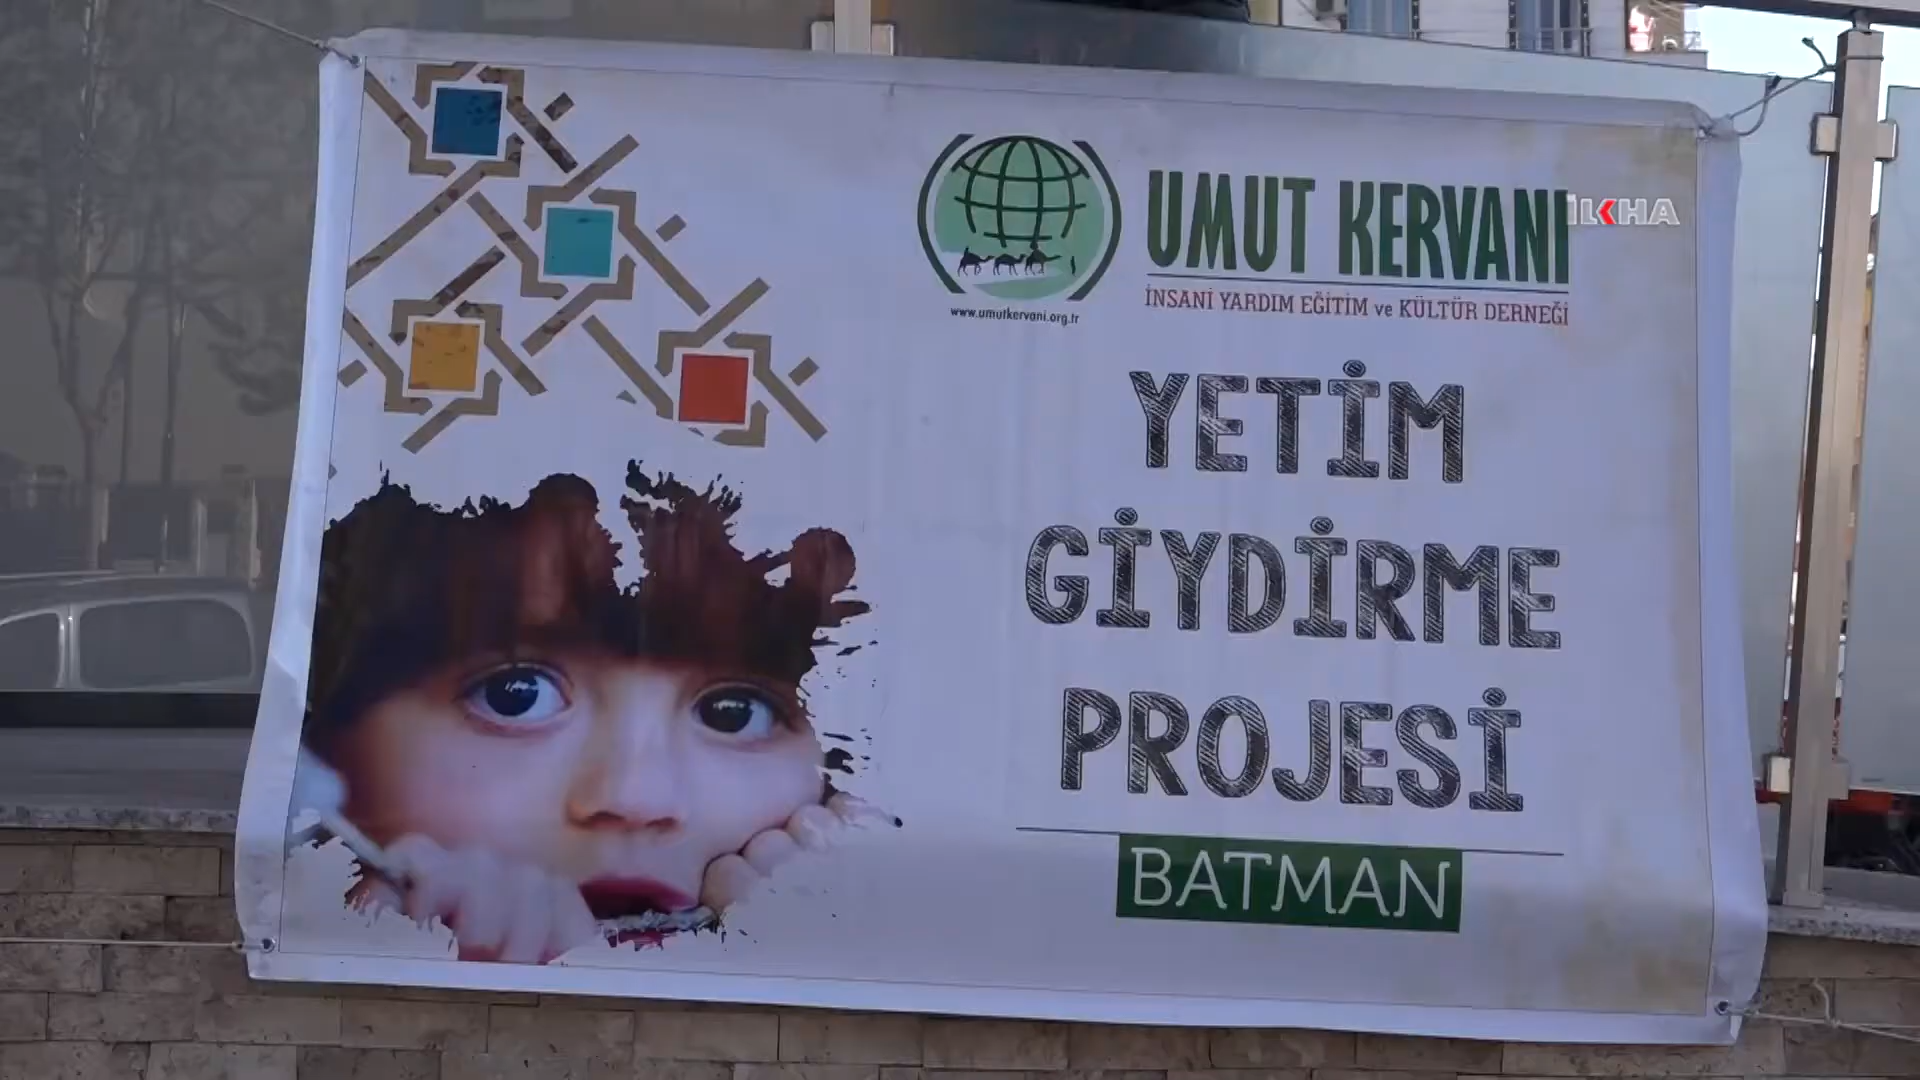 UMUT KERVANI
İLKHA
İNSANİ YARDIM EĞİTİM ve KÜLTÜR DERNEĞİ
www.umutkervani.org.tr
YETİM
GİYDİRME
PROJESİ
BATMAN